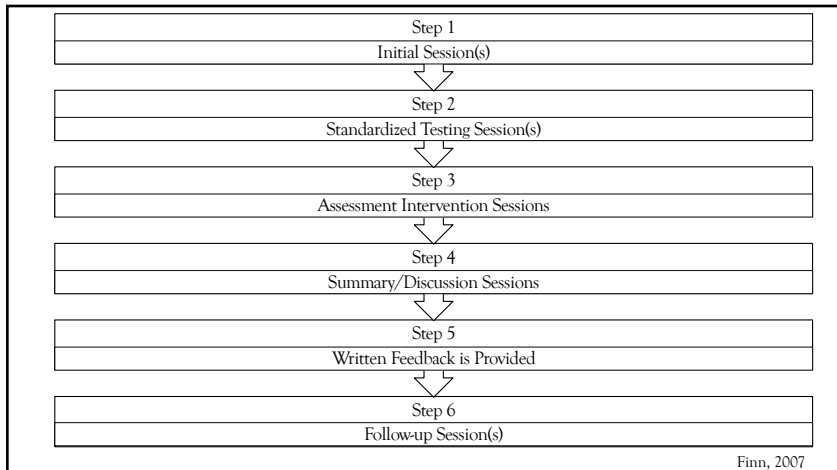 Step 1
Initial Session(s)
Step 2
Standardized Testing Session(s)
Step 3
Assessment Intervention Sessions
Step 4
Summary/Discussion Sessions
Step 5
Written Feedback is Provided
Step 6
Follow-up Session(s)
Finn, 2007